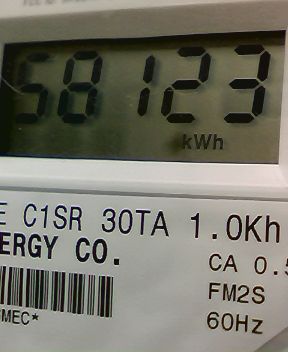 58123
kWh
E C1SR 30TA 1.0Kh
ERGY CO.
CA 0.5
FM2S
MEC*
60Hz